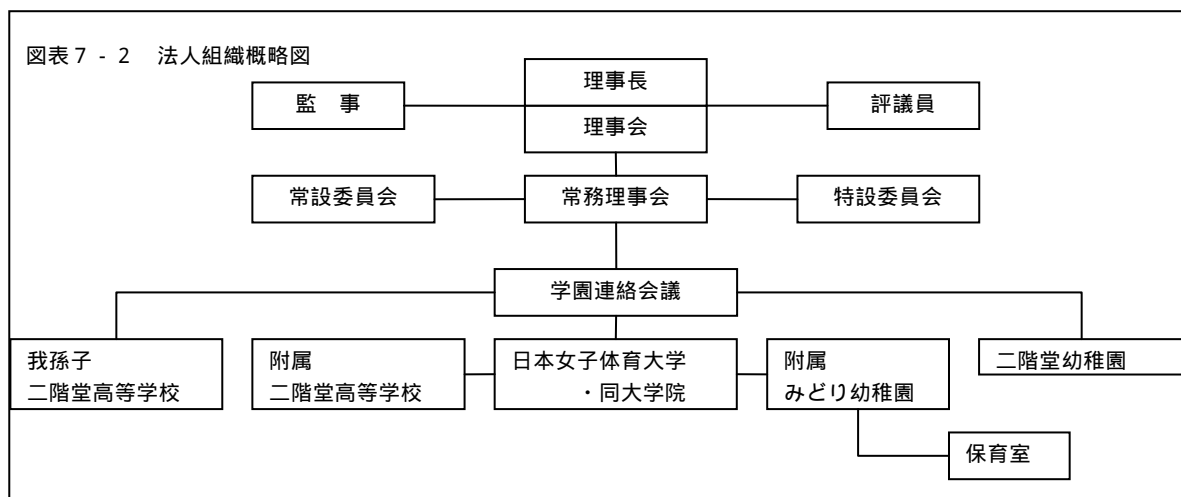 図表７‐２　法人組織概略図
理事長
監　事
評議員
理事会
常設委員会
常務理事会
特設委員会
学園連絡会議
我孫子
二階堂高等学校
附属
二階堂高等学校
日本女子体育大学
・同大学院
附属
みどり幼稚園
二階堂幼稚園
保育室